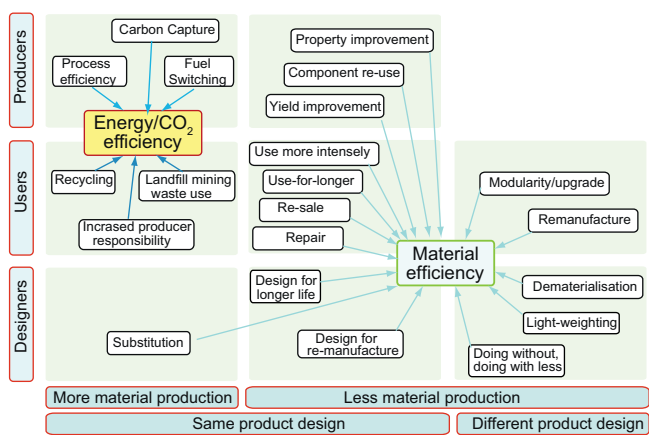 Producers
Carbon Capture
Process
efficiency
Fuel
Switching
Energy/CO2
efficiency
Property improvement
Component re-use
Yield improvement
Users
Recycling
Landfill mining
waste use
Incrased producer
responsibility
Use more intensely
Use-for-longer
Re-sale
Repair
Modularity/upgrade
Remanufacture
Material
efficiency
Designers
Substitution
Design for
longer life
Design for
re-manufacture
Dematerialisation
Light-weighting
Doing without,
doing with less
More material production
Less material production
Same product design
Different product design